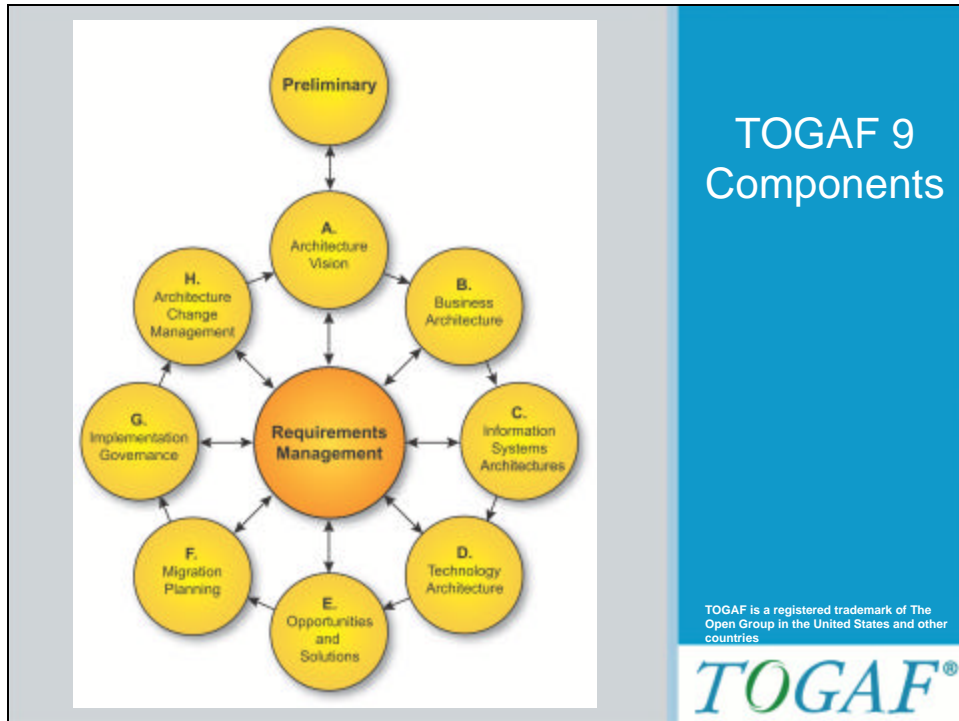 Preliminary
A.
Architecture
Vision
B.
Business
Architecture
C.
Information
Systems
Architectures
D.
Technology
Architecture
E.
Opportunities
and
Solutions
F.
Migration
Planning
G.
Implementation
Governance
H.
Architecture
Change
Management
Requirements
Management
TOGAF 9
Components
TOGAF is a registered trademark of The
Open Group in the United States and other
countries
TOGAF®